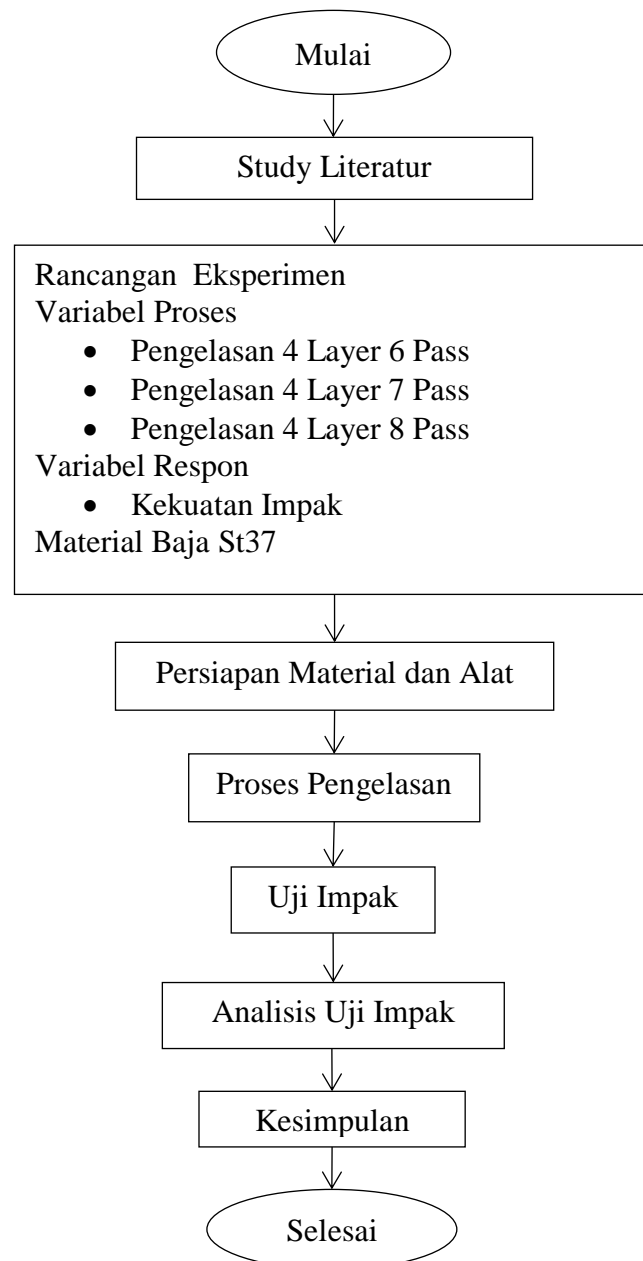 Mulai
Study Literatur
Rancangan Eksperimen
Variabel Proses
• Pengelasan 4 Layer 6 Pass
• Pengelasan 4 Layer 7 Pass
• Pengelasan 4 Layer 8 Pass
Variabel Respon
• Kekuatan Impak
Material Baja St37
Persiapan Material dan Alat
Proses Pengelasan
Uji Impak
Analisis Uji Impak
Kesimpulan
Selesai